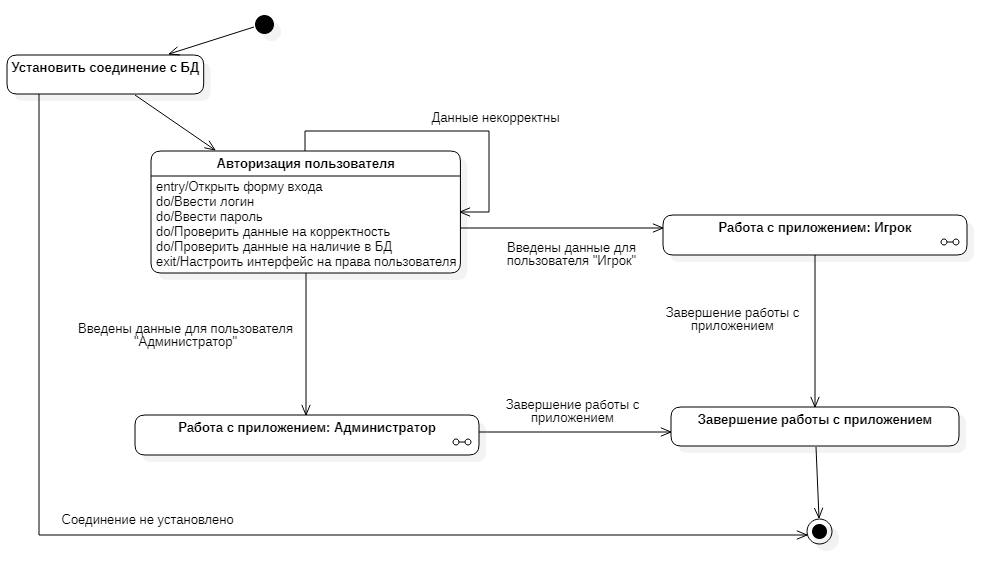 Установить соединение с БД
Данные некорректны
Авторизация пользователя
entry/Открыть форму входа
do/Ввести логин
do/Ввести пароль
do/Проверить данные на корректность
do/Проверить данные на наличие в БД
exit/Настроить интерфейс на права пользователя
Введены данные для
пользователя "Игрок"
Работа с приложением: Игрок
Введены данные для пользователя
"Администратор"
Завершение работы с
приложением
Работа с приложением: Администратор
Завершение работы с
приложением
Завершение работы с приложением
Соединение не установлено